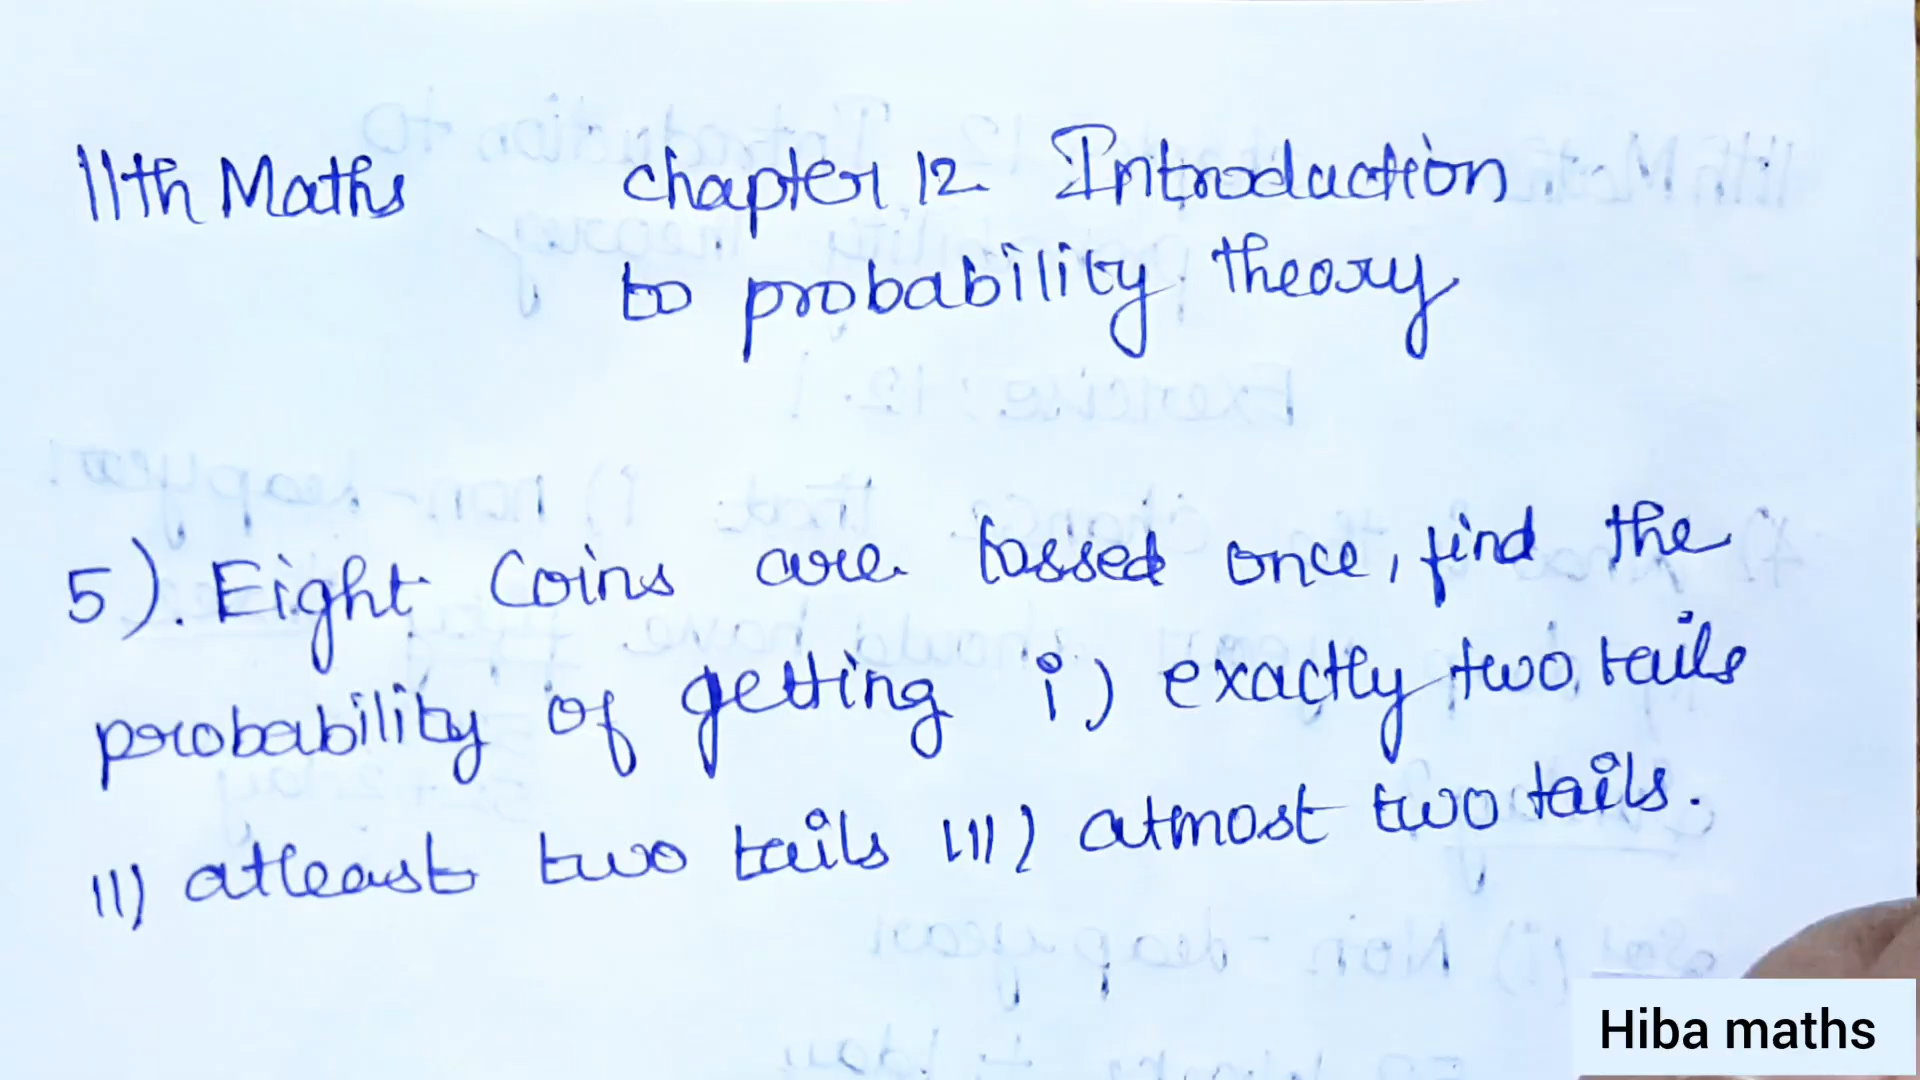 11th Maths chapter 12 Introduction
to probability theory
5). Eight Coins are tossed once, find the
probability of getting i) exactly two tails
ii) atleast two tails iii) atmost two tails.
Hiba maths